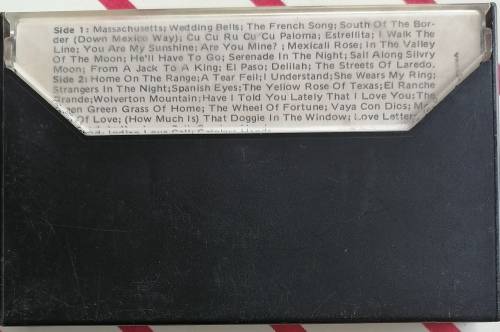 Side 1: Massachusetts; Wedding Bells; The French Song; South Of The Bor-
der (Down Mexico Way); Cu Cu Ru Cu Cu Paloma; Estrellita; I Walk The
Line; You Are My Sunshine; Are You Mine? ; Mexicali Rose; In The Valley
Of The Moon; He'll Have To Go; Serenade In The Night; Sail Along Silvry
Moon; From A Jack To A King; El Paso; Delilah; The Streets Of Laredo.
Side 2: Home On The Range; A Tear Fell; I Understand; She Wears My Ring;
Strangers In The Night; Spanish Eyes; The Yellow Rose Of Texas; El Ranche
Grande; Wolverton Mountain; Have I Told You Lately That I Love You; The
Green Green Grass Of Home; The Wheel Of Fortune; Vaya Con Dios;
Of Love; (How Much Is) That Doggie In The Window; Love Letters
Indian Love Call;